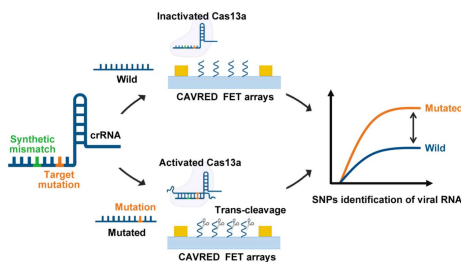 Inactivated Cas13a
Wild
CAVRED FET arrays
crRNA
Synthetic
mismatch
Target
mutation
Activated Cas13a
Mutation
Mutated
Trans-cleavage
CAVRED FET arrays
Mutated
Wild
SNPs identification of viral RNA